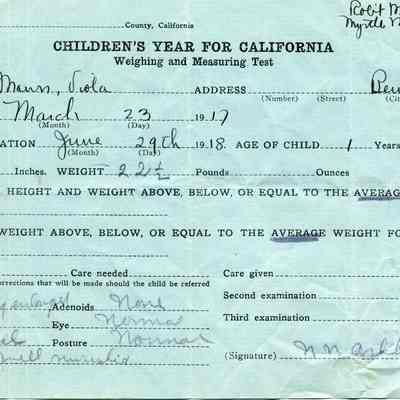 Robt M
Myrtle
County, California
CHILDREN'S YEAR FOR CALIFORNIA
Weighing and Measuring Test
Viola ADDRESS
(Number) (Street) (Cit
March 23 1917
(Month) (Day)
ATION June 29th 1918. AGE OF CHILD 1 Years
(Month) (Day)
Inches. WEIGHT 22½ Pounds Ounces
HEIGHT AND WEIGHT ABOVE, BELOW, OR EQUAL TO THE AVERAG
WEIGHT ABOVE, BELOW, OR EQUAL TO THE AVERAGE WEIGHT FO
Care needed Care given
orrections that will be made should the child be referred
Adenoids None Second examination
Eye Normal
Third examination
Posture Normal
(Signature)